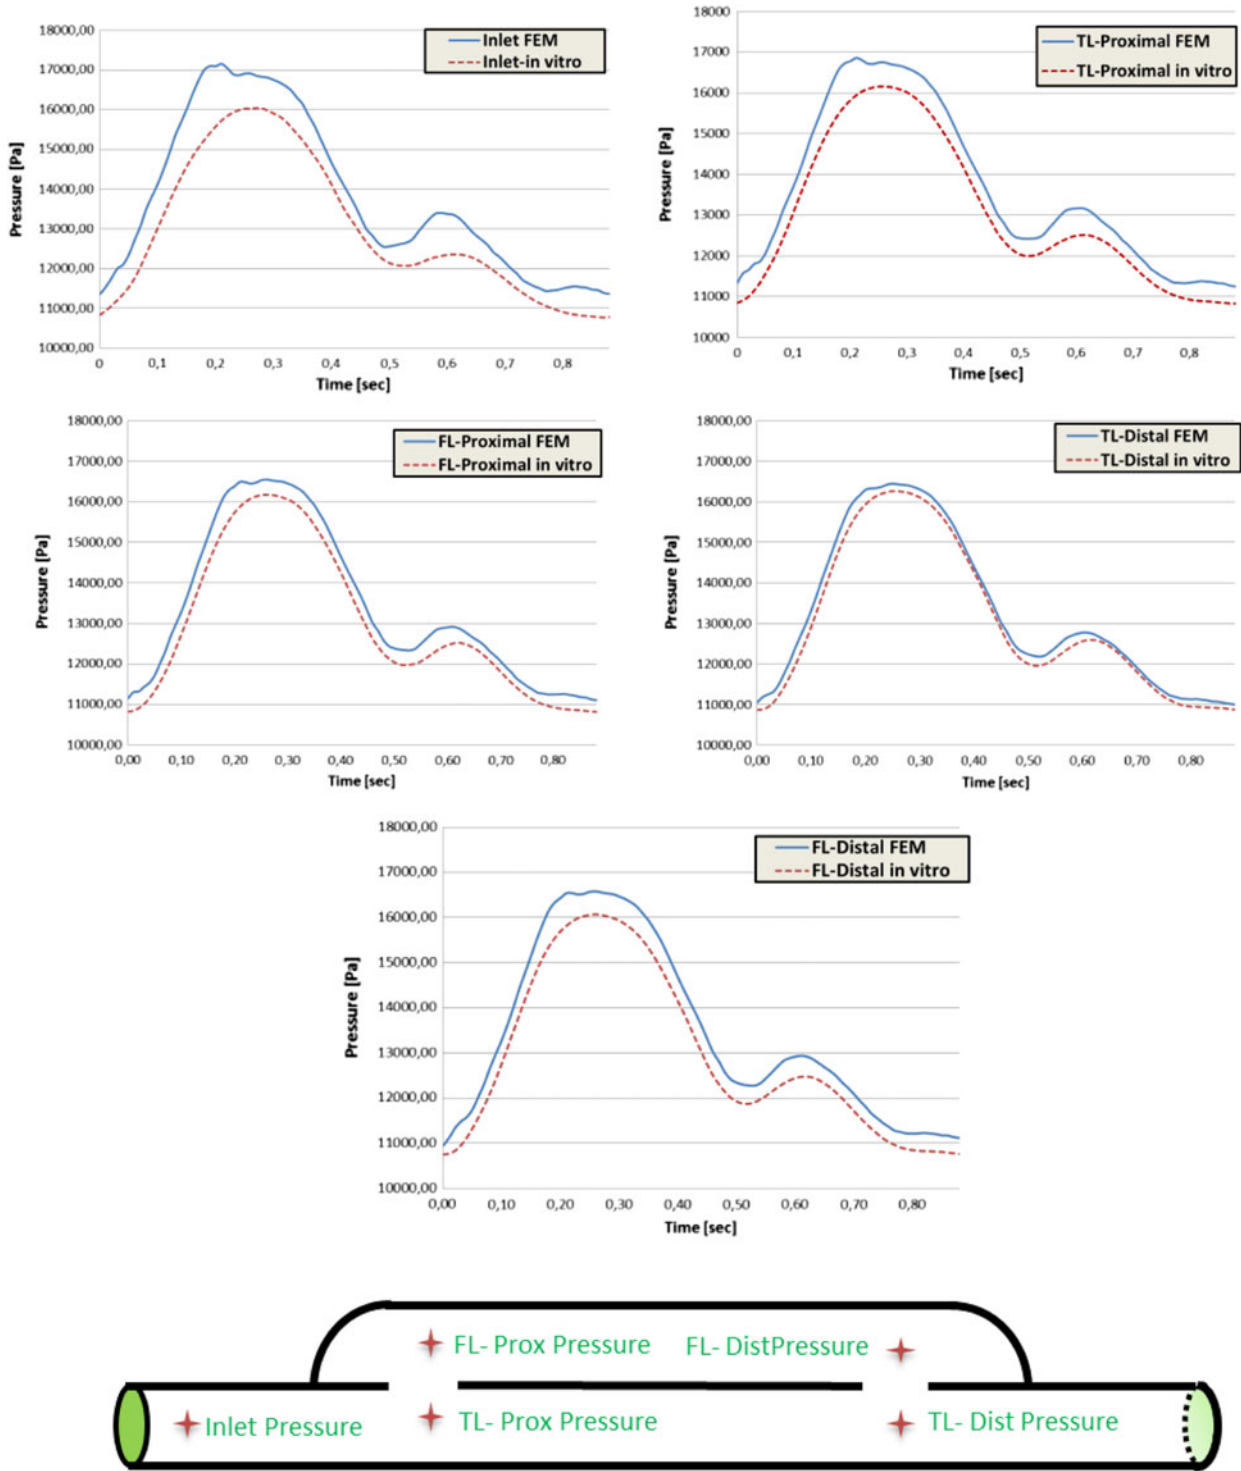 18000,00
17000,00
16000,00
15000,00
14000,00
13000,00
12000,00
11000,00
10000,00
Pressure [Pa]
0 0,1 0,2 0,3 0,4 0,5 0,6 0,7 0,8
Time [sec]
Inlet FEM
Inlet-in vitro
18000
17000
16000
15000
14000
13000
12000
11000
10000
Pressure [Pa]
0 0,1 0,2 0,3 0,4 0,5 0,6 0,7 0,8
Time [sec]
TL-Proximal FEM
TL-Proximal in vitro
18000,00
17000,00
16000,00
15000,00
14000,00
13000,00
12000,00
11000,00
10000,00
Pressure [Pa]
0,00 0,10 0,20 0,30 0,40 0,50 0,60 0,70 0,80
Time [sec]
FL-Proximal FEM
FL-Proximal in vitro
18000,00
17000,00
16000,00
15000,00
14000,00
13000,00
12000,00
11000,00
10000,00
Pressure [Pa]
0,00 0,10 0,20 0,30 0,40 0,50 0,60 0,70 0,80
Time [sec]
TL-Distal FEM
TL-Distal in vitro
18000,00
17000,00
16000,00
15000,00
14000,00
13000,00
12000,00
11000,00
10000,00
Pressure [Pa]
0,00 0,10 0,20 0,30 0,40 0,50 0,60 0,70 0,80
Time [sec]
FL-Distal FEM
FL-Distal in vitro
FL- Prox Pressure FL- DistPressure
Inlet Pressure TL- Prox Pressure TL- Dist Pressure